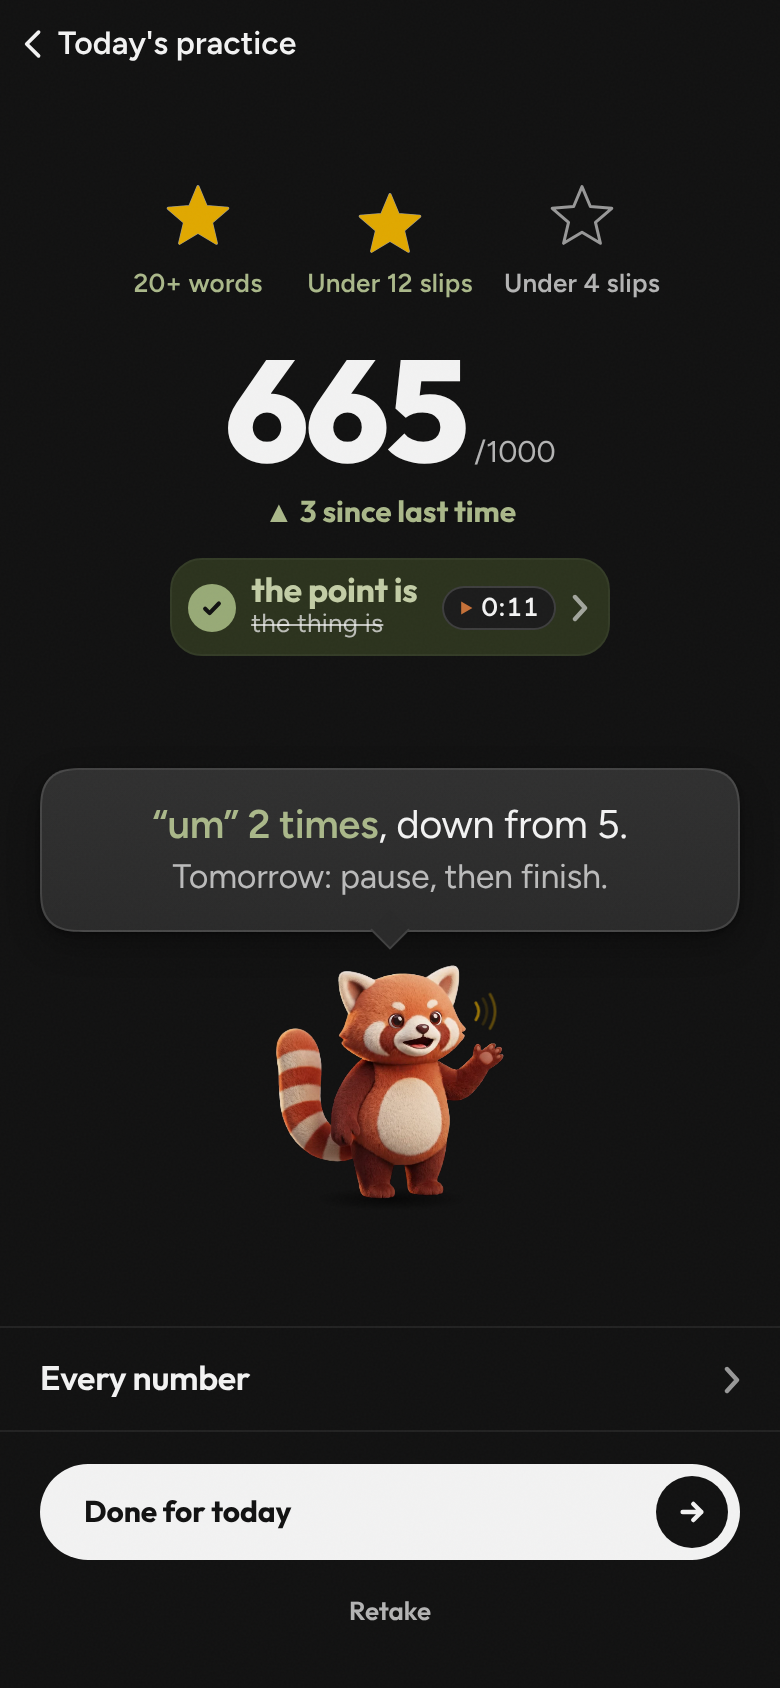 Today's practice
20+ words
Under 12 slips
Under 4 slips
665 /1000
▲ 3 since last time
the point is
the thing is
0:11
“um” 2 times, down from 5.
Tomorrow: pause, then finish.
Every number
Done for today
Retake